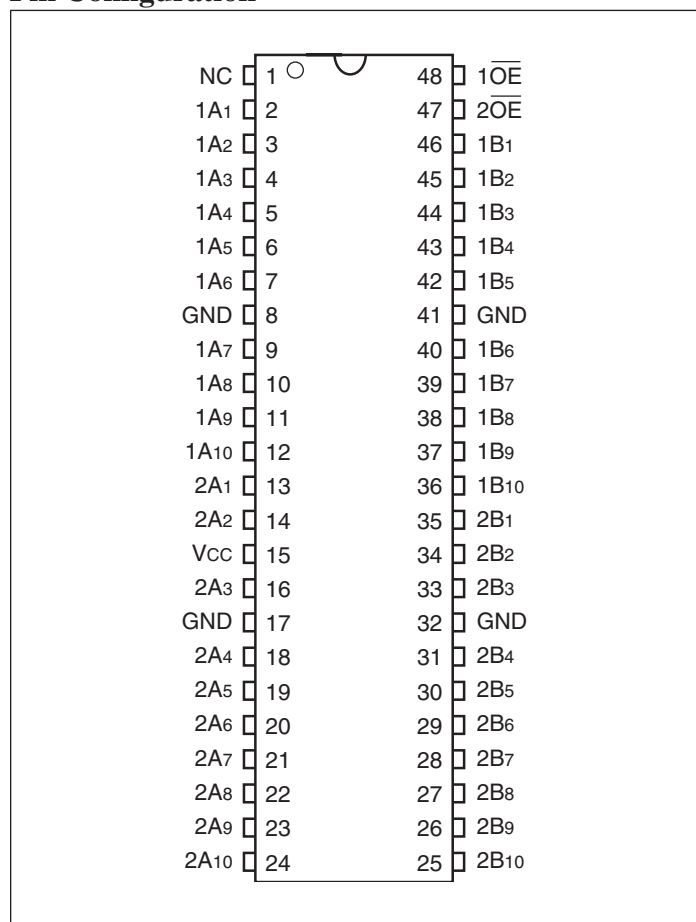 NC 1 48 1O̅E̅
1A1 2 47 2O̅E̅
1A2 3 46 1B1
1A3 4 45 1B2
1A4 5 44 1B3
1A5 6 43 1B4
1A6 7 42 1B5
GND 8 41 GND
1A7 9 40 1B6
1A8 10 39 1B7
1A9 11 38 1B8
1A10 12 37 1B9
2A1 13 36 1B10
2A2 14 35 2B1
VCC 15 34 2B2
2A3 16 33 2B3
GND 17 32 GND
2A4 18 31 2B4
2A5 19 30 2B5
2A6 20 29 2B6
2A7 21 28 2B7
2A8 22 27 2B8
2A9 23 26 2B9
2A10 24 25 2B10